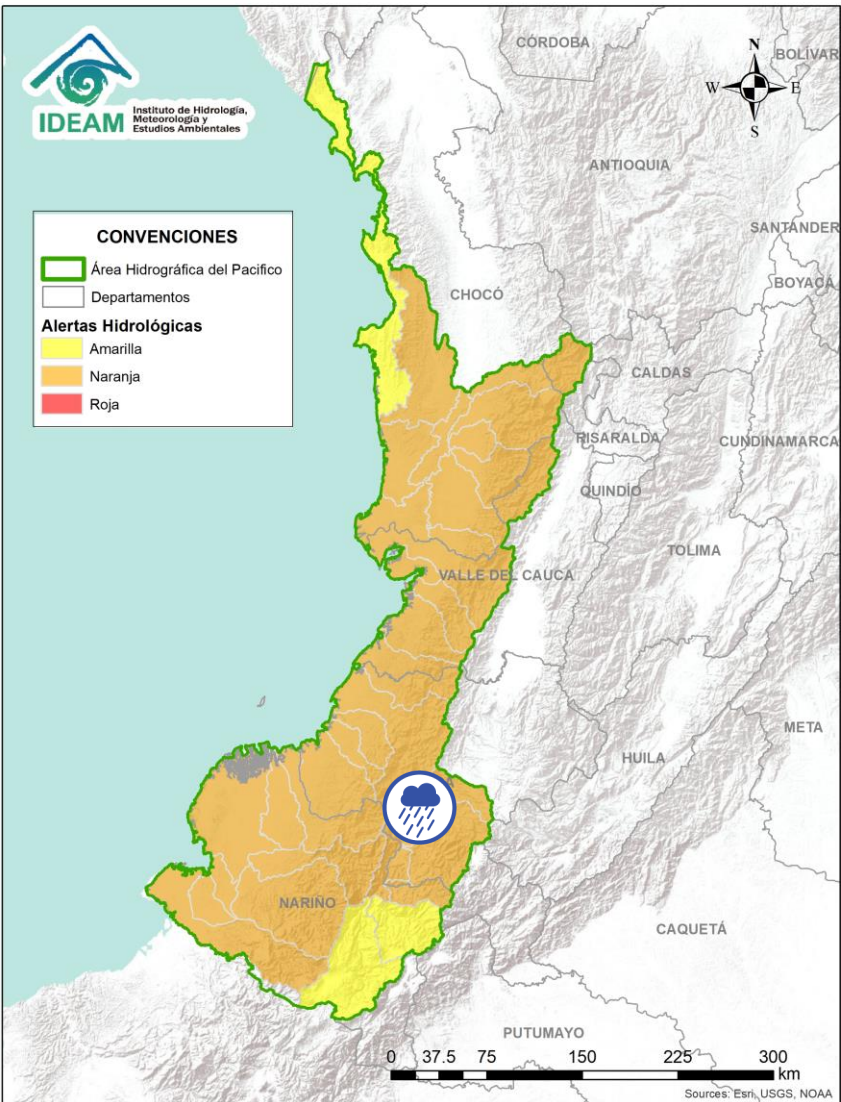 IDEAM
Instituto de Hidrología,
Meteorología y
Estudios Ambientales
N
W
E
S
CÓRDOBA
BOLIVAR
ANTIOQUIA
SANTANDER
BOYACÁ
CHOCÓ
CALDAS
RISARALDA
CUNDINAMARCA
QUINDÍO
TOLIMA
VALLE DEL CAUCA
META
HUILA
NARIÑO
CAQUETÁ
PUTUMAYO
CONVENCIONES
Área Hidrográfica del Pacifico
Departamentos
Alertas Hidrológicas
Amarilla
Naranja
Roja
0 37.5 75 150 225 300
km
Sources: Esri, USGS, NOAA